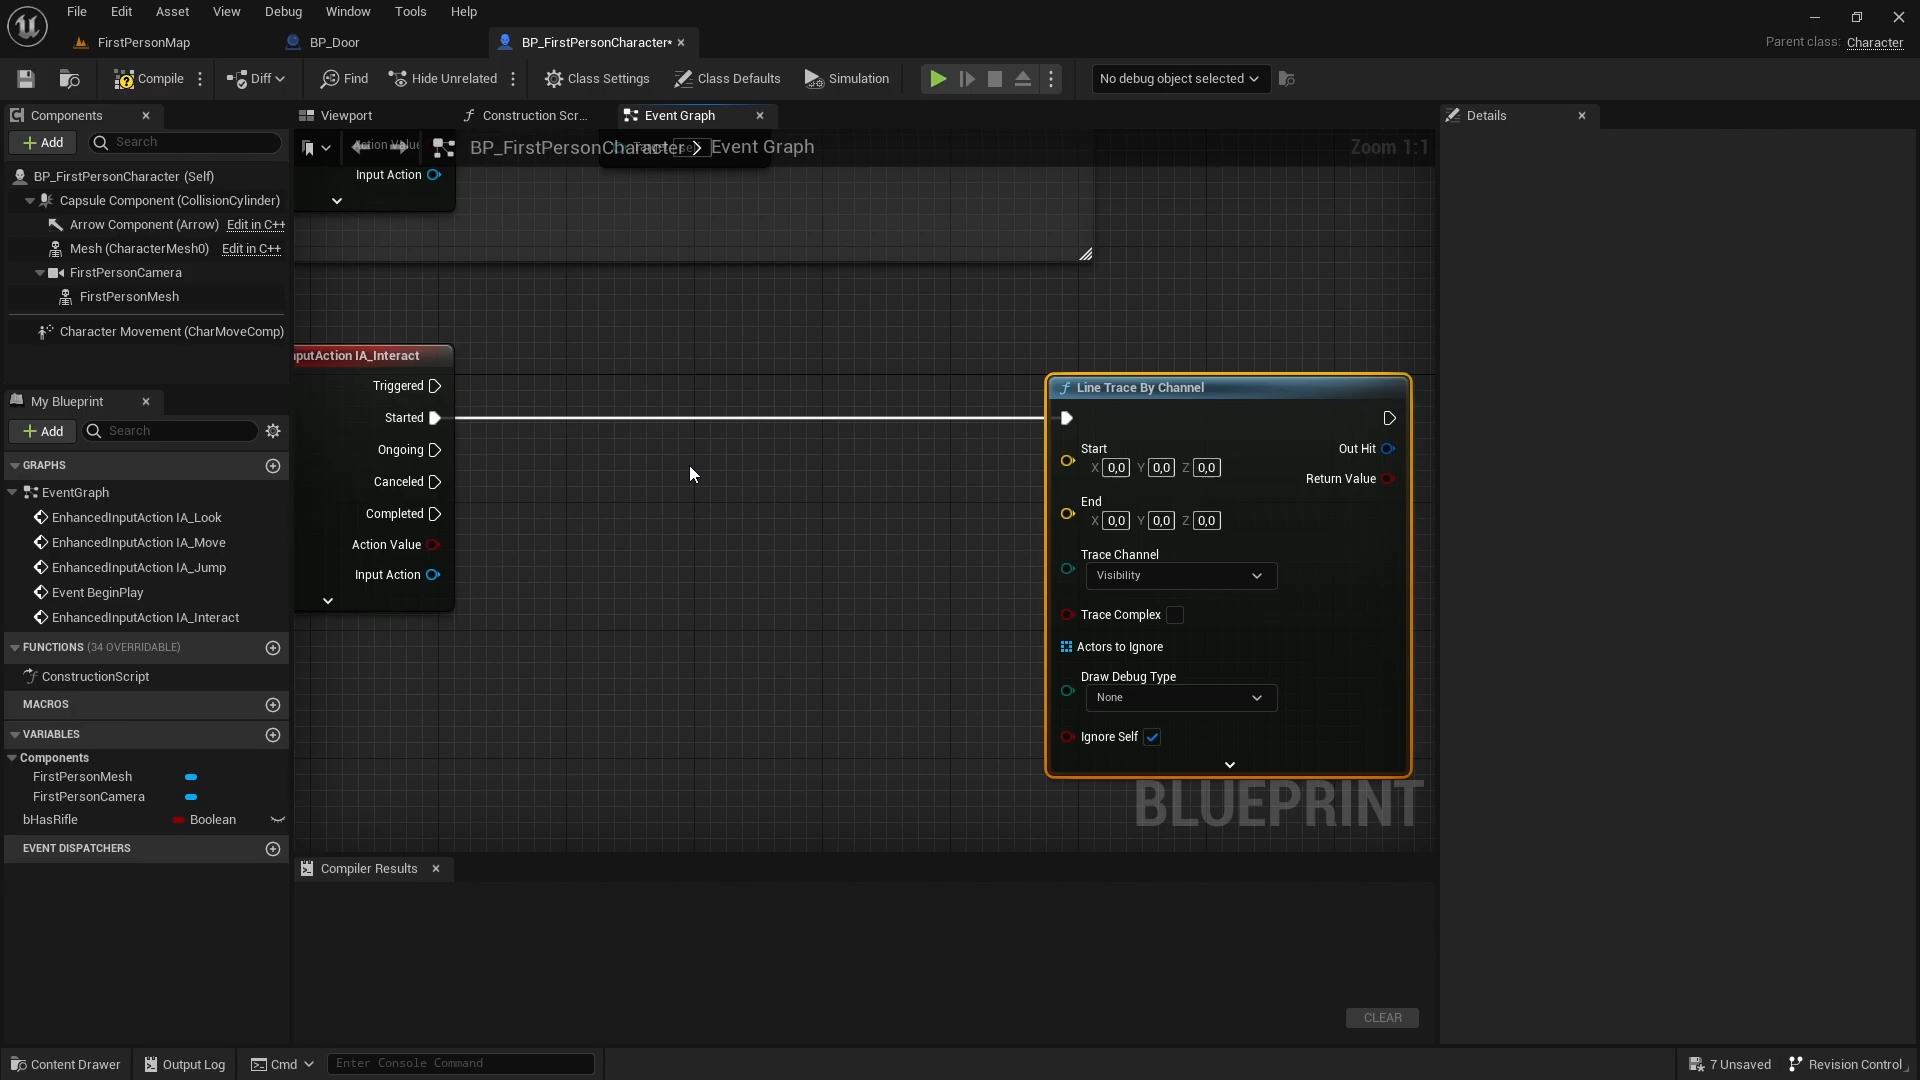 File Edit Asset View Debug Window Tools Help
FirstPersonMap BP_Door BP_FirstPersonCharacter*
Parent class: Character
Compile Diff Find Hide Unrelated Class Settings Class Defaults Simulation No debug object selected
Components
Viewport Construction Scr... Event Graph
Details
Add Search
BP_FirstPersonCharacter Event Graph
Zoom 1:1
Action Value
Input Action
BP_FirstPersonCharacter (Self)
Capsule Component (CollisionCylinder)
Arrow Component (Arrow) Edit in C++
Mesh (CharacterMesh0) Edit in C++
FirstPersonCamera
FirstPersonMesh
Character Movement (CharMoveComp)
My Blueprint
Add Search
GRAPHS
EventGraph
EnhancedInputAction IA_Look
EnhancedInputAction IA_Move
EnhancedInputAction IA_Jump
Event BeginPlay
EnhancedInputAction IA_Interact
FUNCTIONS (34 OVERRIDABLE)
ConstructionScript
MACROS
VARIABLES
Components
FirstPersonMesh
FirstPersonCamera
bHasRifle Boolean
EVENT DISPATCHERS
nputAction IA_Interact
Triggered
Started
Ongoing
Canceled
Completed
Action Value
Input Action
Line Trace By Channel
Start
X 0,0 Y 0,0 Z 0,0
Out Hit
Return Value
End
X 0,0 Y 0,0 Z 0,0
Trace Channel
Visibility
Trace Complex
Actors to Ignore
Draw Debug Type
None
Ignore Self
BLUEPRINT
Compiler Results
CLEAR
Content Drawer Output Log Cmd Enter Console Command
7 Unsaved Revision Control